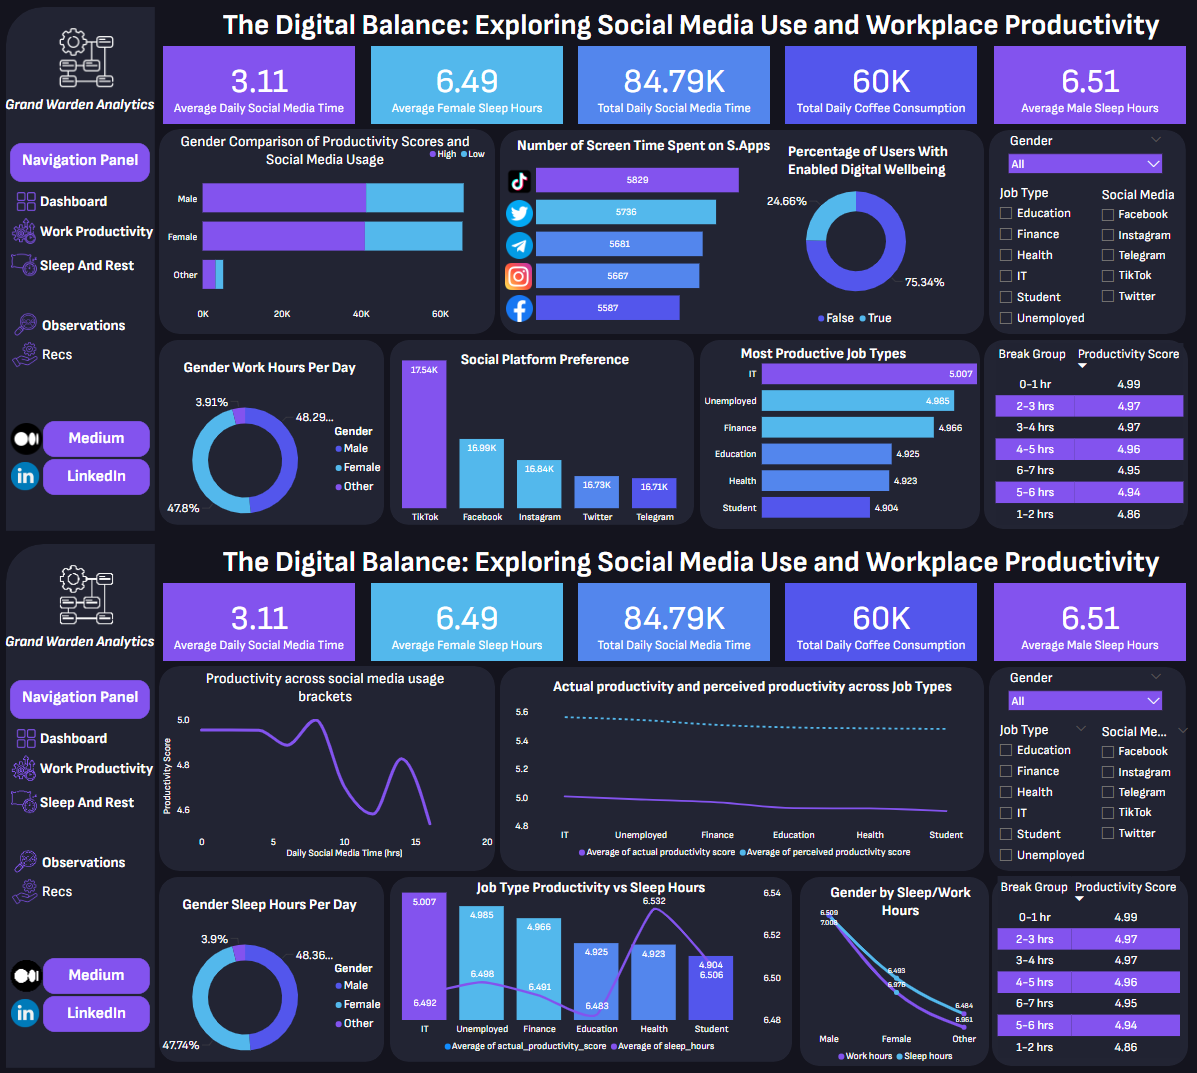 The Digital Balance: Exploring Social Media Use and Workplace Productivity
Grand Warden Analytics
3.11
Average Daily Social Media Time
6.49
Average Female Sleep Hours
84.79K
Total Daily Social Media Time
60K
Total Daily Coffee Consumption
6.51
Average Male Sleep Hours
Navigation Panel
Dashboard
Work Productivity
Sleep And Rest
Observations
Recs
Medium
LinkedIn
in
Gender Comparison of Productivity Scores and
Social Media Usage
High Low
Male
Female
Other
0K 20K 40K 60K
Number of Screen Time Spent on S.Apps
5829
5736
5681
5667
5587
Percentage of Users With
Enabled Digital Wellbeing
24.66%
75.34%
False True
Gender
All
Job Type
Education
Finance
Health
IT
Student
Unemployed
Social Media
Facebook
Instagram
Telegram
TikTok
Twitter
Gender Work Hours Per Day
3.91%
48.29...
47.8%
Gender
Male
Female
Other
Social Platform Preference
17.54K
16.99K
16.84K
16.73K
16.71K
TikTok Facebook Instagram Twitter Telegram
Most Productive Job Types
IT 5.007
Unemployed 4.985
Finance 4.966
Education 4.925
Health 4.923
Student 4.904
Break Group Productivity Score
0-1 hr 4.99
2-3 hrs 4.97
3-4 hrs 4.97
4-5 hrs 4.96
6-7 hrs 4.95
5-6 hrs 4.94
1-2 hrs 4.86
The Digital Balance: Exploring Social Media Use and Workplace Productivity
Grand Warden Analytics
3.11
Average Daily Social Media Time
6.49
Average Female Sleep Hours
84.79K
Total Daily Social Media Time
60K
Total Daily Coffee Consumption
6.51
Average Male Sleep Hours
Navigation Panel
Dashboard
Work Productivity
Sleep And Rest
Observations
Recs
Medium
LinkedIn
in
Productivity across social media usage
brackets
Productivity Score
5.0
4.8
4.6
0 5 10 15 20
Daily Social Media Time (hrs)
Actual productivity and perceived productivity across Job Types
5.6
5.4
5.2
5.0
4.8
IT Unemployed Finance Education Health Student
Average of actual productivity score Average of perceived productivity score
Gender
All
Job Type
Education
Finance
Health
IT
Student
Unemployed
Social Me...
Facebook
Instagram
Telegram
TikTok
Twitter
Gender Sleep Hours Per Day
3.9%
48.36...
47.74%
Gender
Male
Female
Other
Job Type Productivity vs Sleep Hours
5.007 4.985 4.966 4.925 4.923 4.904
6.492 6.498 6.491 6.483 6.532 6.506
6.54
6.52
6.50
6.48
IT Unemployed Finance Education Health Student
Average of actual_productivity_score Average of sleep_hours
Gender by Sleep/Work
Hours
6.509
6.493
6.976
6.484
6.961
Male Female Other
Work hours Sleep hours
Break Group Productivity Score
0-1 hr 4.99
2-3 hrs 4.97
3-4 hrs 4.97
4-5 hrs 4.96
6-7 hrs 4.95
5-6 hrs 4.94
1-2 hrs 4.86